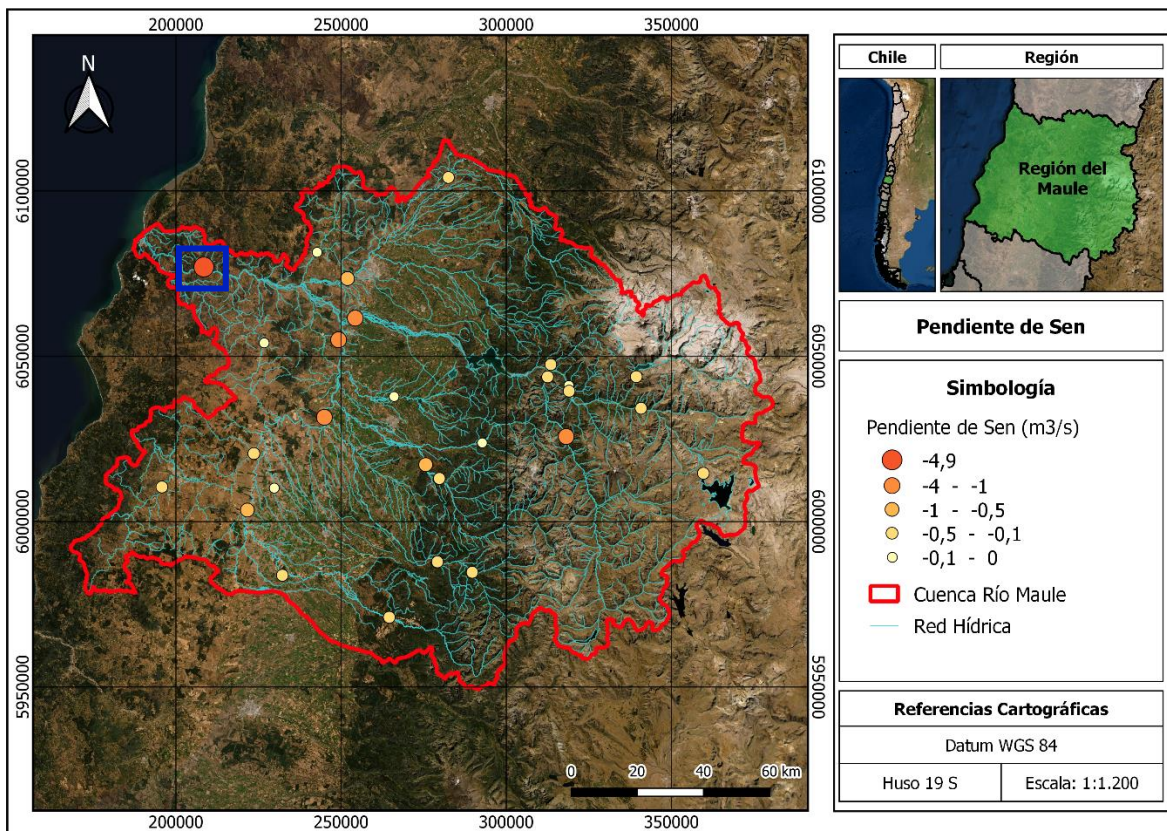 200000 250000 300000 350000
N
6100000 6100000
6050000 6050000
6000000 6000000
5950000 5950000
0 20 40 60 km
200000 250000 300000 350000
Chile Región
Región del
Maule
Pendiente de Sen
Simbología
Pendiente de Sen (m3/s)
-4,9
-4 - -1
-1 - -0,5
-0,5 - -0,1
-0,1 - 0
Cuenca Río Maule
Red Hídrica
Referencias Cartográficas
Datum WGS 84
Huso 19 S Escala: 1:1.200